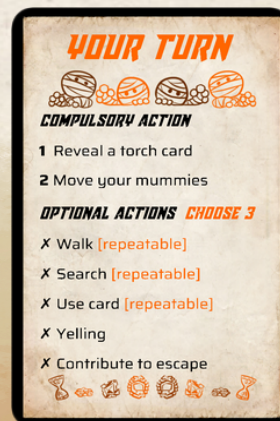 YOUR TURN
COMPULSORY ACTION
1 Reveal a torch card
2 Move your mummies
OPTIONAL ACTIONS CHOOSE 3
✗ Walk [repeatable]
✗ Search [repeatable]
✗ Use card [repeatable]
✗ Yelling
✗ Contribute to escape